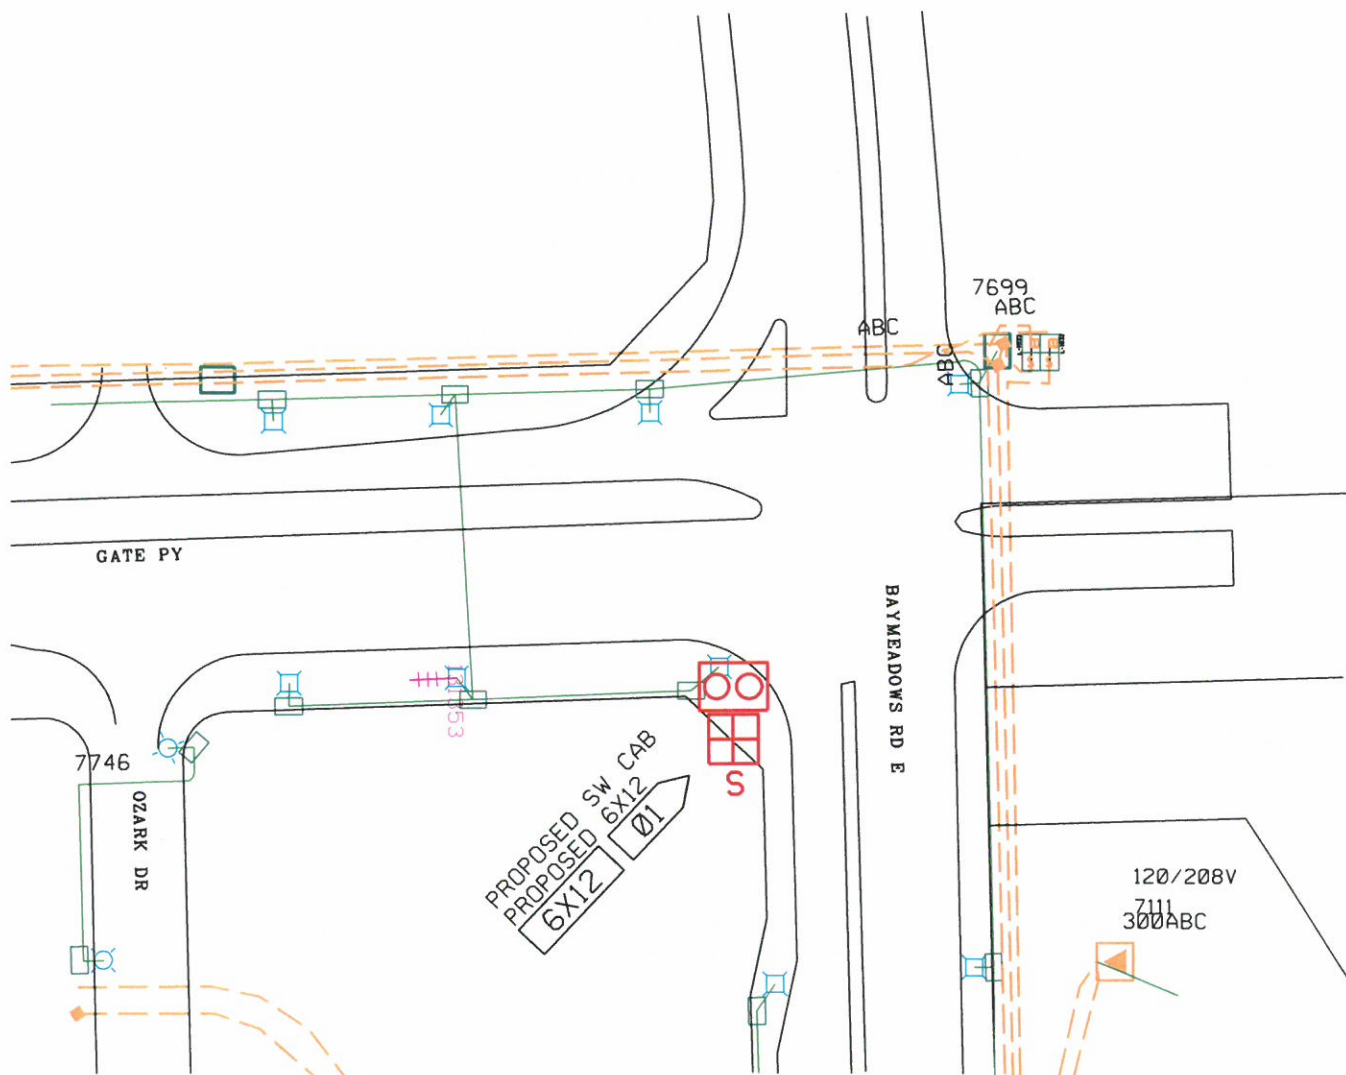 7699
ABC
ABC
ABC
GATE PY
BAYMEADOWS RD E
7746
OZARK DR
PROPOSED SW CAB
PROPOSED 6X12
6X12
Ø1
S
120/208V
7111
300ABC